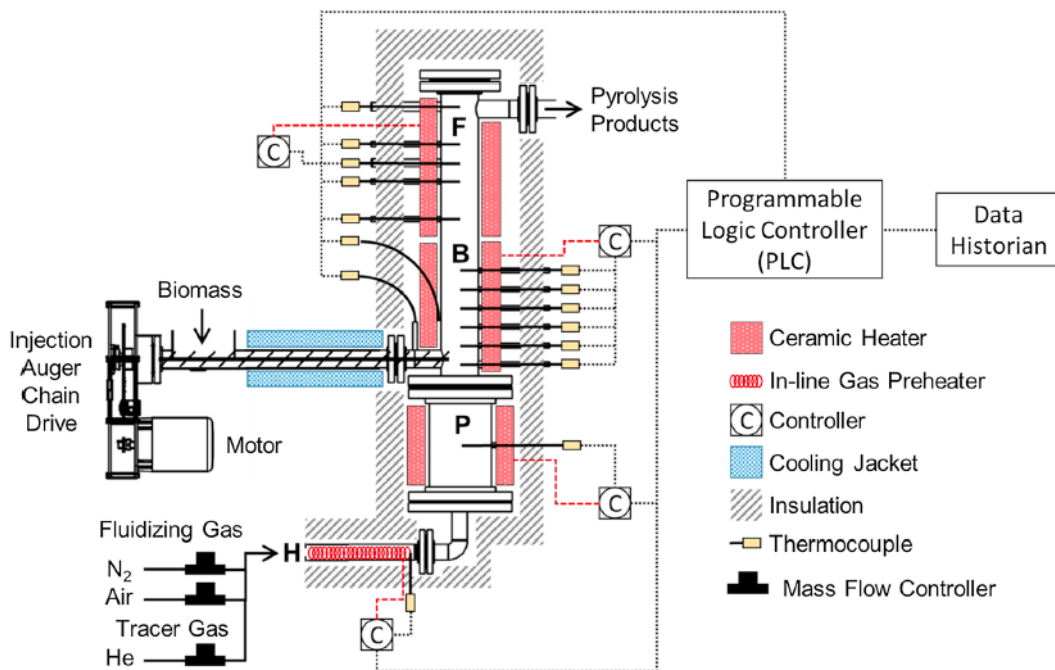 Pyrolysis
Products
F
C
Programmable
Logic Controller
(PLC)
Data
Historian
C
B
Biomass
Injection
Auger
Chain
Drive
Motor
P
C
Ceramic Heater
In-line Gas Preheater
C
Controller
Cooling Jacket
Insulation
Thermocouple
Mass Flow Controller
Fluidizing Gas
H
N2
Air
Tracer Gas
He
C